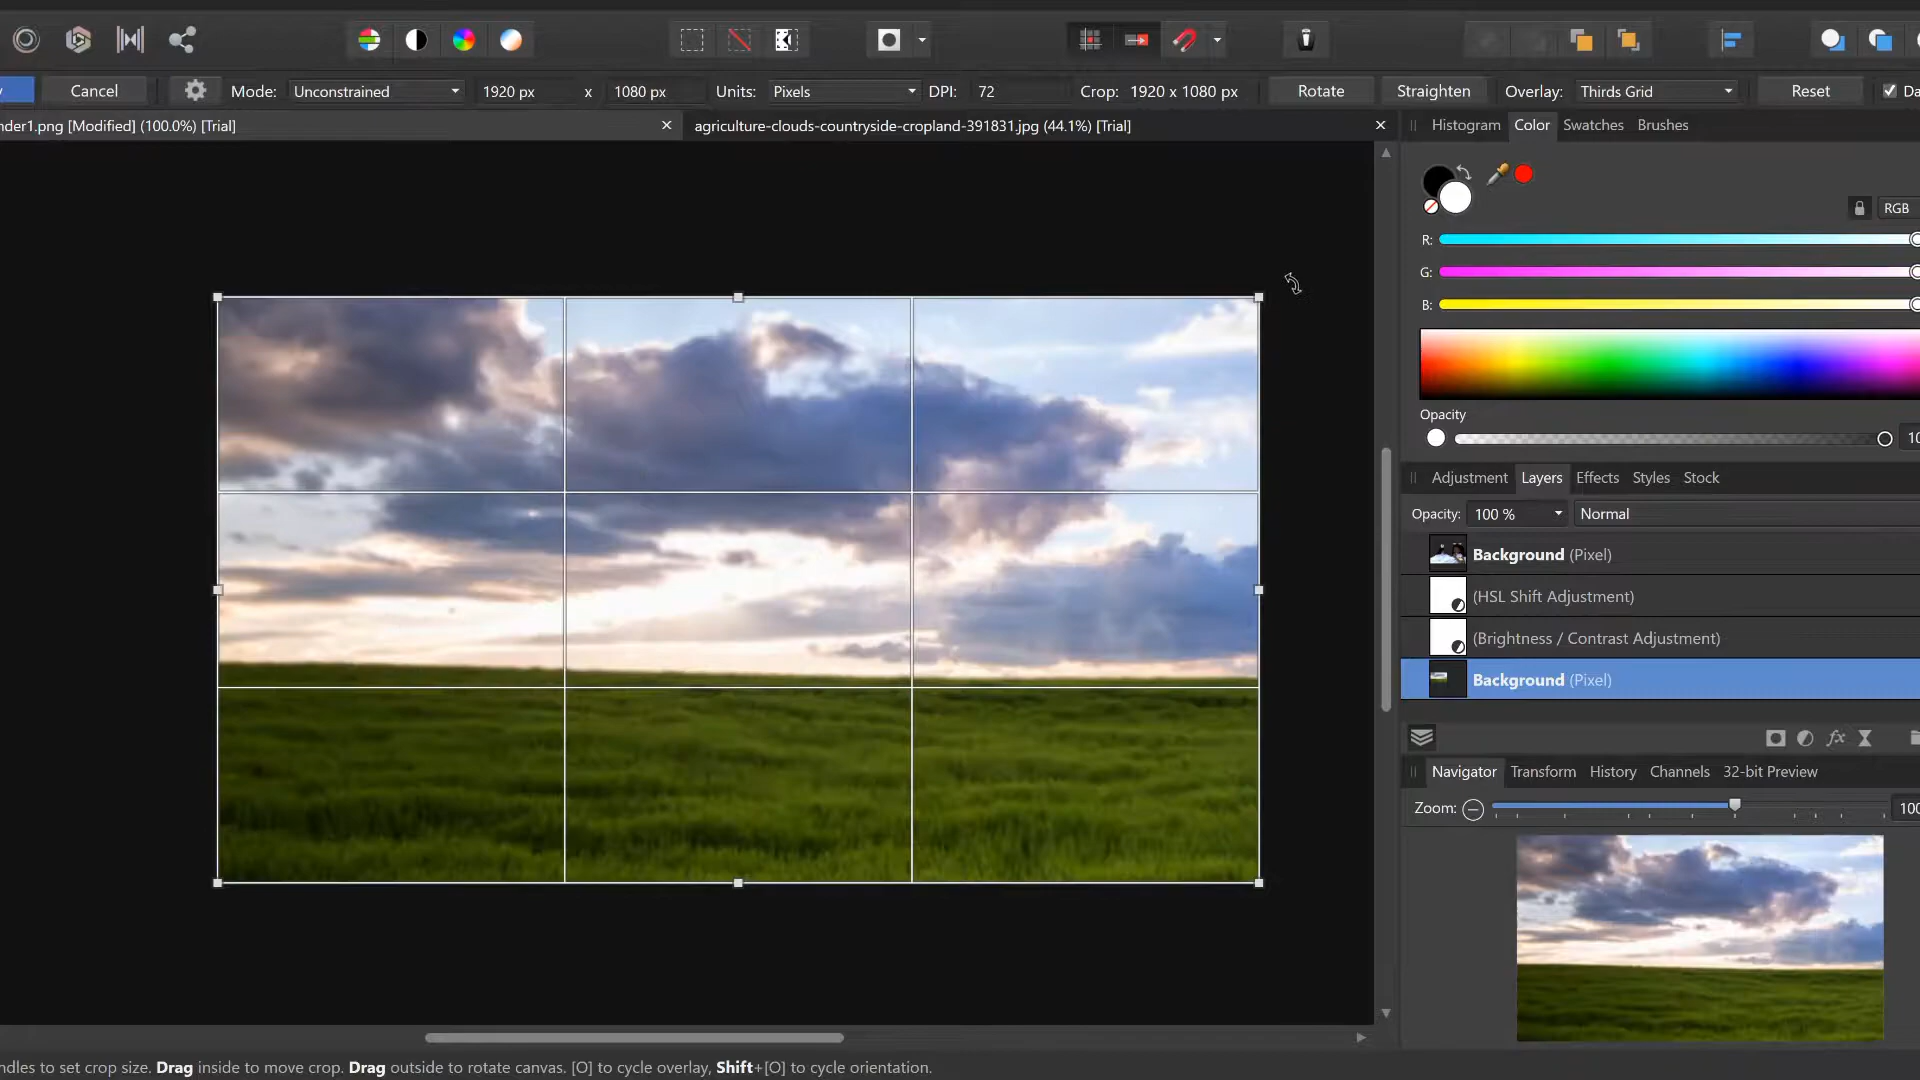 Cancel Mode: Unconstrained 1920 px x 1080 px Units: Pixels DPI: 72 Crop: 1920 x 1080 px Rotate Straighten Overlay: Thirds Grid Reset
nder1.png [Modified] (100.0%) [Trial] agriculture-clouds-countryside-cropland-391831.jpg (44.1%) [Trial]
Histogram Color Swatches Brushes
RGB
R:
G:
B:
Opacity
Adjustment Layers Effects Styles Stock
Opacity: 100 % Normal
Background (Pixel)
(HSL Shift Adjustment)
(Brightness / Contrast Adjustment)
Background (Pixel)
fx
Navigator Transform History Channels 32-bit Preview
Zoom: 100
ndles to set crop size. Drag inside to move crop. Drag outside to rotate canvas. [O] to cycle overlay, Shift+[O] to cycle orientation.